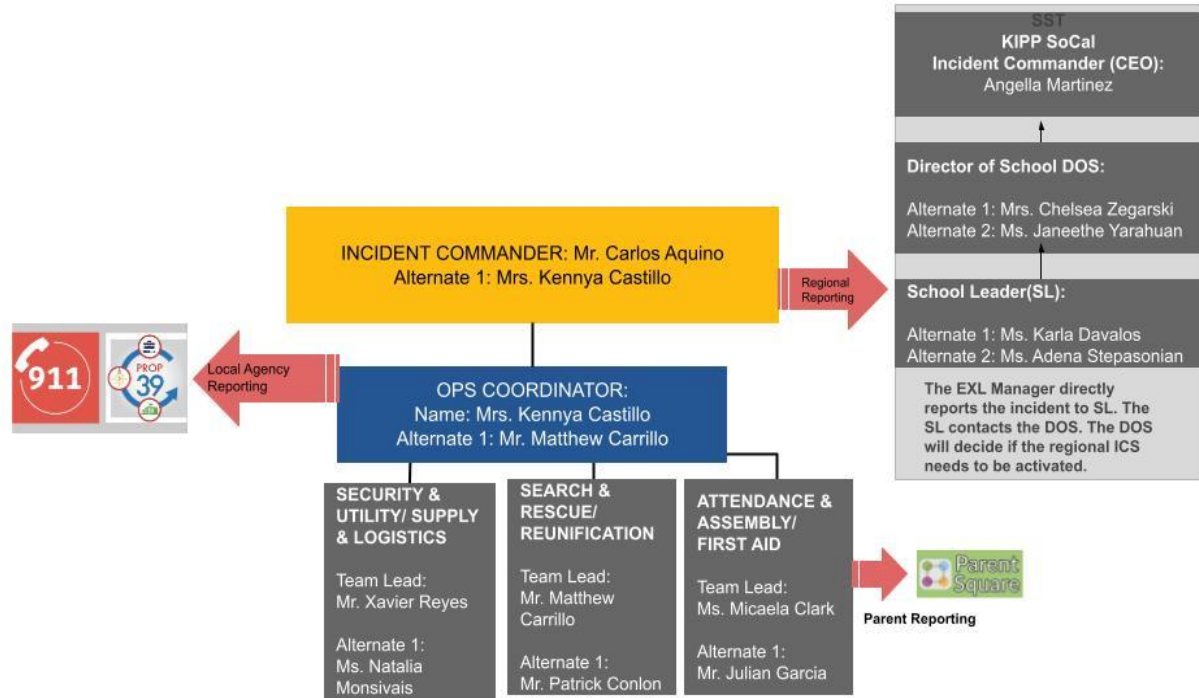 SST
KIPP SoCal
Incident Commander (CEO):
Angella Martinez
Director of School DOS:
Alternate 1: Mrs. Chelsea Zegarski
Alternate 2: Ms. Janeethe Yarahuan
School Leader(SL):
Alternate 1: Ms. Karla Davalos
Alternate 2: Ms. Adena Stepasonian
The EXL Manager directly
reports the incident to SL. The
SL contacts the DOS. The DOS
will decide if the regional ICS
needs to be activated.
INCIDENT COMMANDER: Mr. Carlos Aquino
Alternate 1: Mrs. Kennya Castillo
Regional
Reporting
911
PROP
39
Local Agency
Reporting
OPS COORDINATOR:
Name: Mrs. Kennya Castillo
Alternate 1: Mr. Matthew Carrillo
SECURITY &
UTILITY/ SUPPLY
& LOGISTICS
Team Lead:
Mr. Xavier Reyes
Alternate 1:
Ms. Natalia
Monsivais
SEARCH &
RESCUE/
REUNIFICATION
Team Lead:
Mr. Matthew
Carrillo
Alternate 1:
Mr. Patrick Conlon
ATTENDANCE &
ASSEMBLY/
FIRST AID
Team Lead:
Ms. Micaela Clark
Alternate 1:
Mr. Julian Garcia
Parent
Square
Parent Reporting